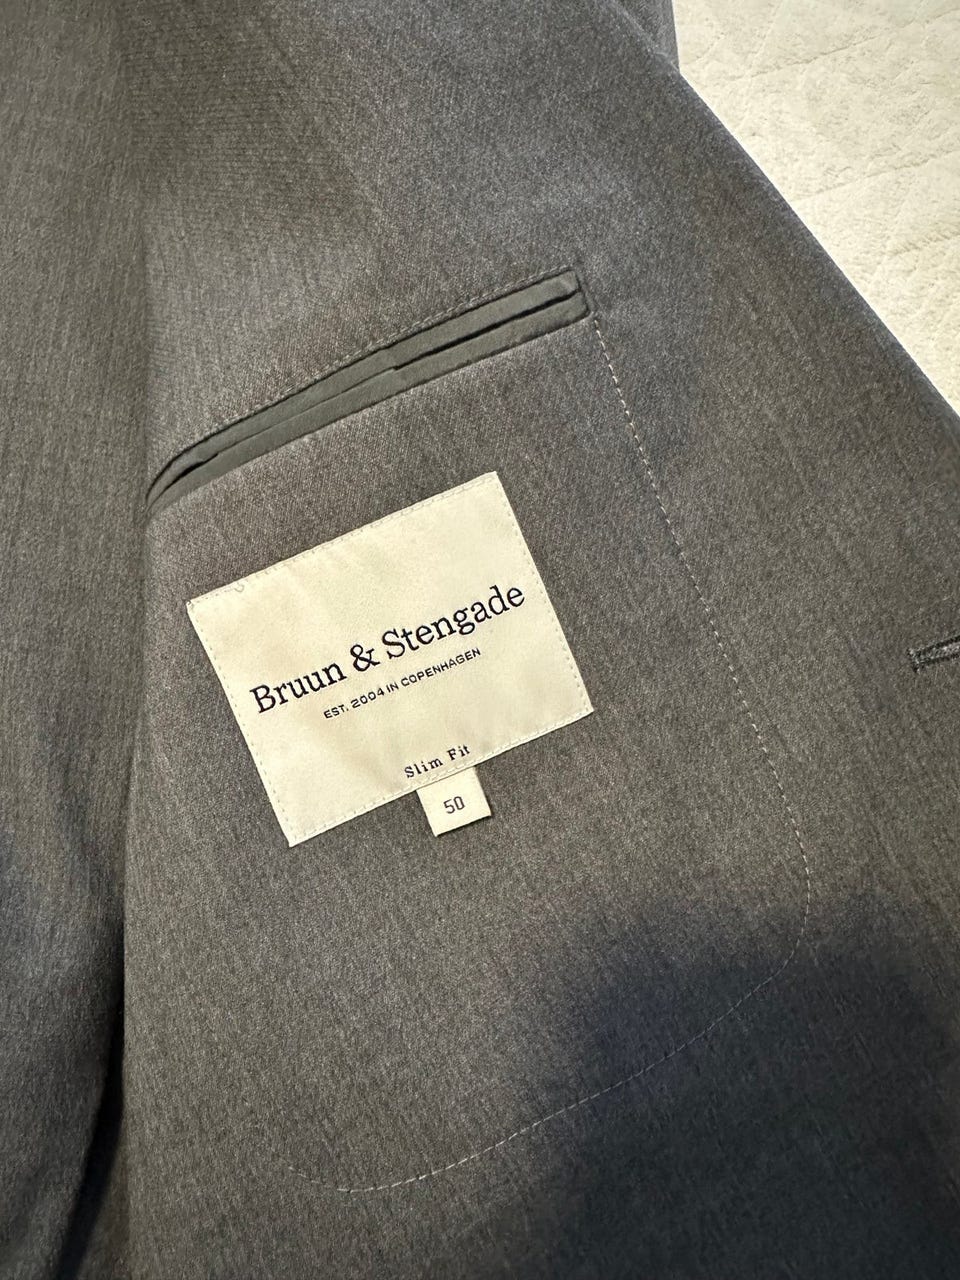 Bruun & Stengade
EST. 2004 IN COPENHAGEN
Slim Fit
50